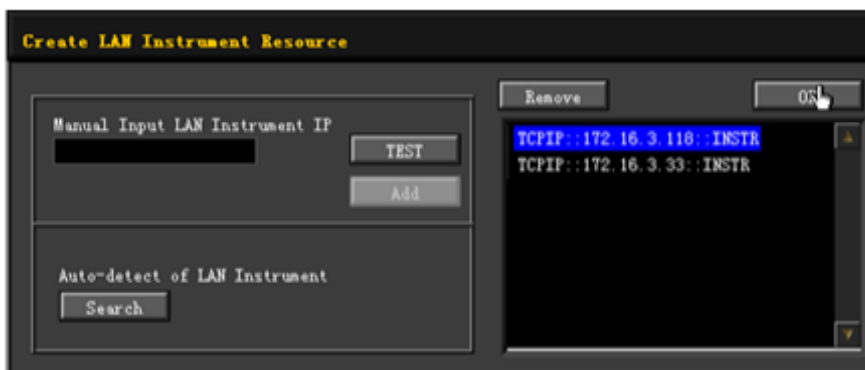 Create LAN Instrument Resource
Manual Input LAN Instrument IP
TEST
Add
Auto-detect of LAN Instrument
Search
Remove
TCPIP::172.16.3.118::INSTR
TCPIP::172.16.3.33::INSTR